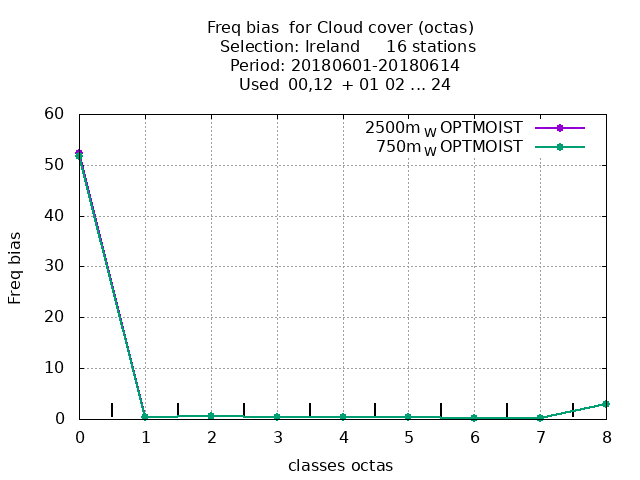 Freq bias  for Cloud cover (octas)
Selection: Ireland     16 stations
Period: 20180601-20180614
Used  00,12  + 01 02 ... 24
2500m W OPTMOIST
750m W OPTMOIST
60
50
40
30
20
10
0
Freq bias
0 1 2 3 4 5 6 7 8
classes octas